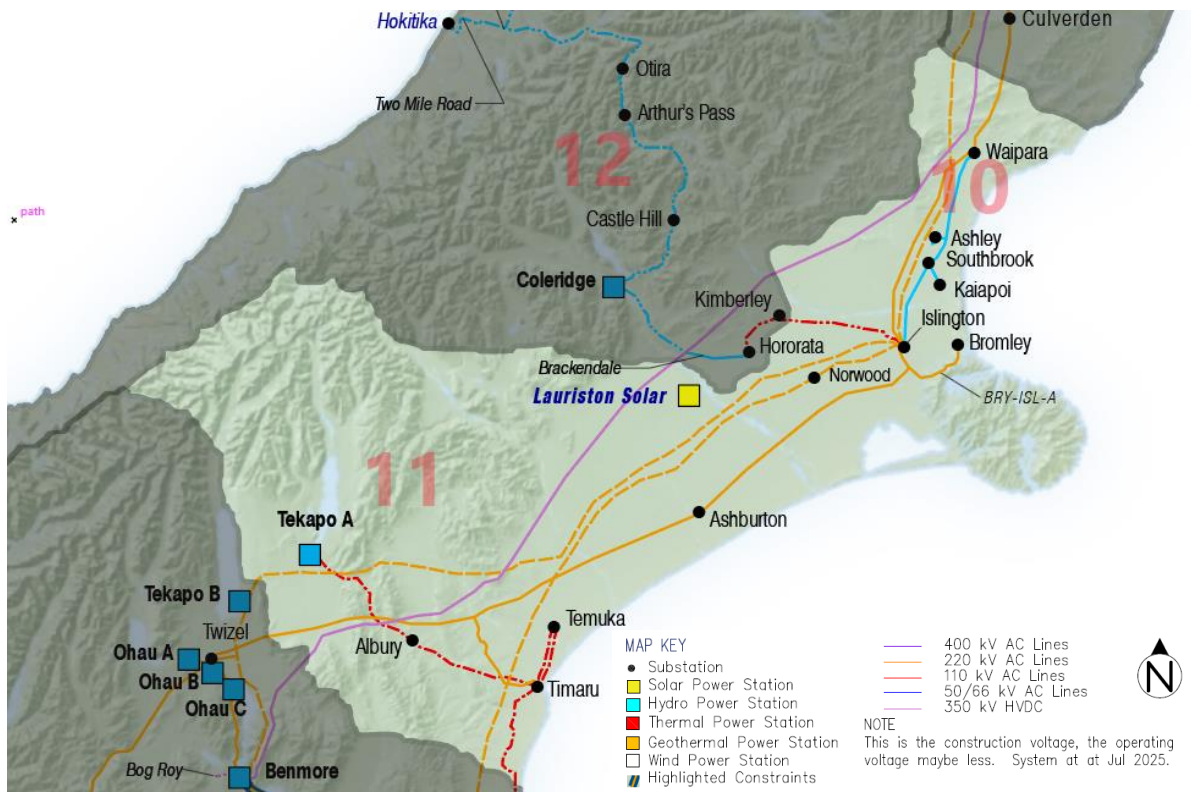 Hokitika
Culverden
Otira
Two Mile Road
Arthur's Pass
12
Waipara
10
path
Castle Hill
Ashley
Southbrook
Coleridge
Kaiapoi
Kimberley
Islington
Hororata
Bromley
Brackendale
Norwood
Lauriston Solar
BRY-ISL-A
11
Tekapo A
Ashburton
Tekapo B
Temuka
Twizel
Albury
Ohau A
Ohau B
Timaru
Ohau C
Bog Roy
Benmore
MAP KEY
Substation
Solar Power Station
Hydro Power Station
Thermal Power Station
Geothermal Power Station
Wind Power Station
Highlighted Constraints
400 kV AC Lines
220 kV AC Lines
110 kV AC Lines
50/66 kV AC Lines
350 kV HVDC
NOTE
This is the construction voltage, the operating
voltage maybe less. System at at Jul 2025.
N